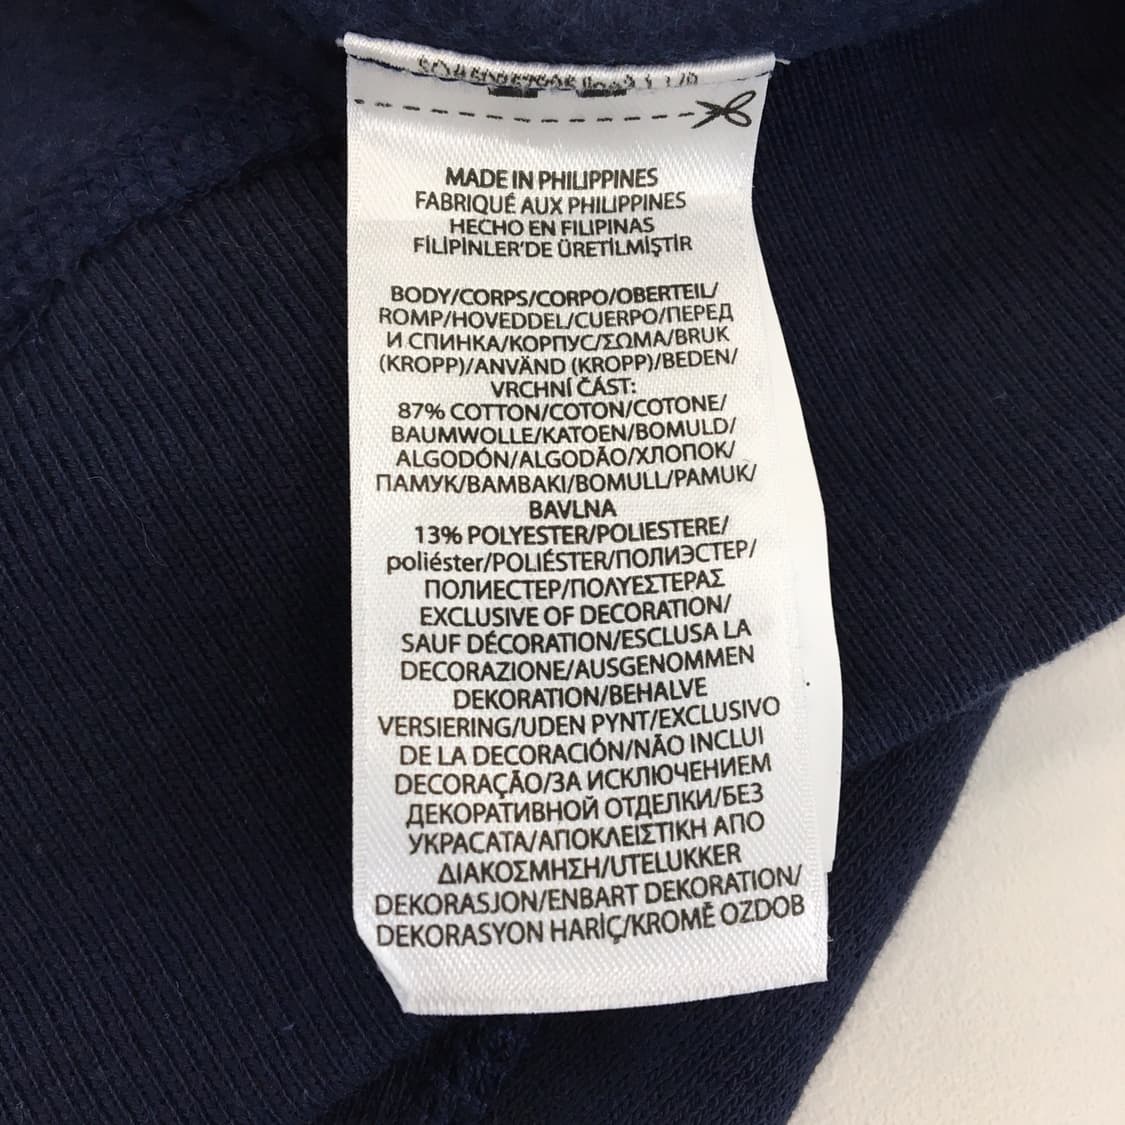 MADE IN PHILIPPINES
FABRIQUÉ AUX PHILIPPINES
HECHO EN FILIPINAS
FİLİPİNLER'DE ÜRETİLMİŞTİR
BODY/CORPS/CORPO/OBERTEIL/
ROMP/HOVEDDEL/CUERPO/ПЕРЕД
И СПИНКА/КОРПУС/ΣΩΜΑ/BRUK
(KROPP)/ANVÄND (KROPP)/BEDEN/
VRCHNÍ ČÁST:
87% COTTON/COTON/COTONE/
BAUMWOLLE/KATOEN/BOMULD/
ALGODÓN/ALGODÃO/ХЛОПОК/
ПАМУК/ΒΑΜΒΑΚΙ/BOMULL/PAMUK/
BAVLNA
13% POLYESTER/POLIESTERE/
poliéster/POLIÉSTER/ПОЛИЭСТЕР/
ПОЛИЕСТЕР/ΠΟΛΥΕΣΤΕΡΑΣ
EXCLUSIVE OF DECORATION/
SAUF DÉCORATION/ESCLUSA LA
DECORAZIONE/AUSGENOMMEN
DEKORATION/BEHALVE
VERSIERING/UDEN PYNT/EXCLUSIVO
DE LA DECORACIÓN/NÃO INCLUI
DECORAÇÃO/ЗА ИСКЛЮЧЕНИЕМ
ДЕКОРАТИВНОЙ ОТДЕЛКИ/БЕЗ
УКРАСАТА/ΑΠΟΚΛΕΙΣΤΙΚΗ ΑΠΟ
ΔΙΑΚΟΣΜΗΣΗ/UTELUKKER
DEKORASJON/ENBART DEKORATION/
DEKORASYON HARİÇ/KROMĚ OZDOB